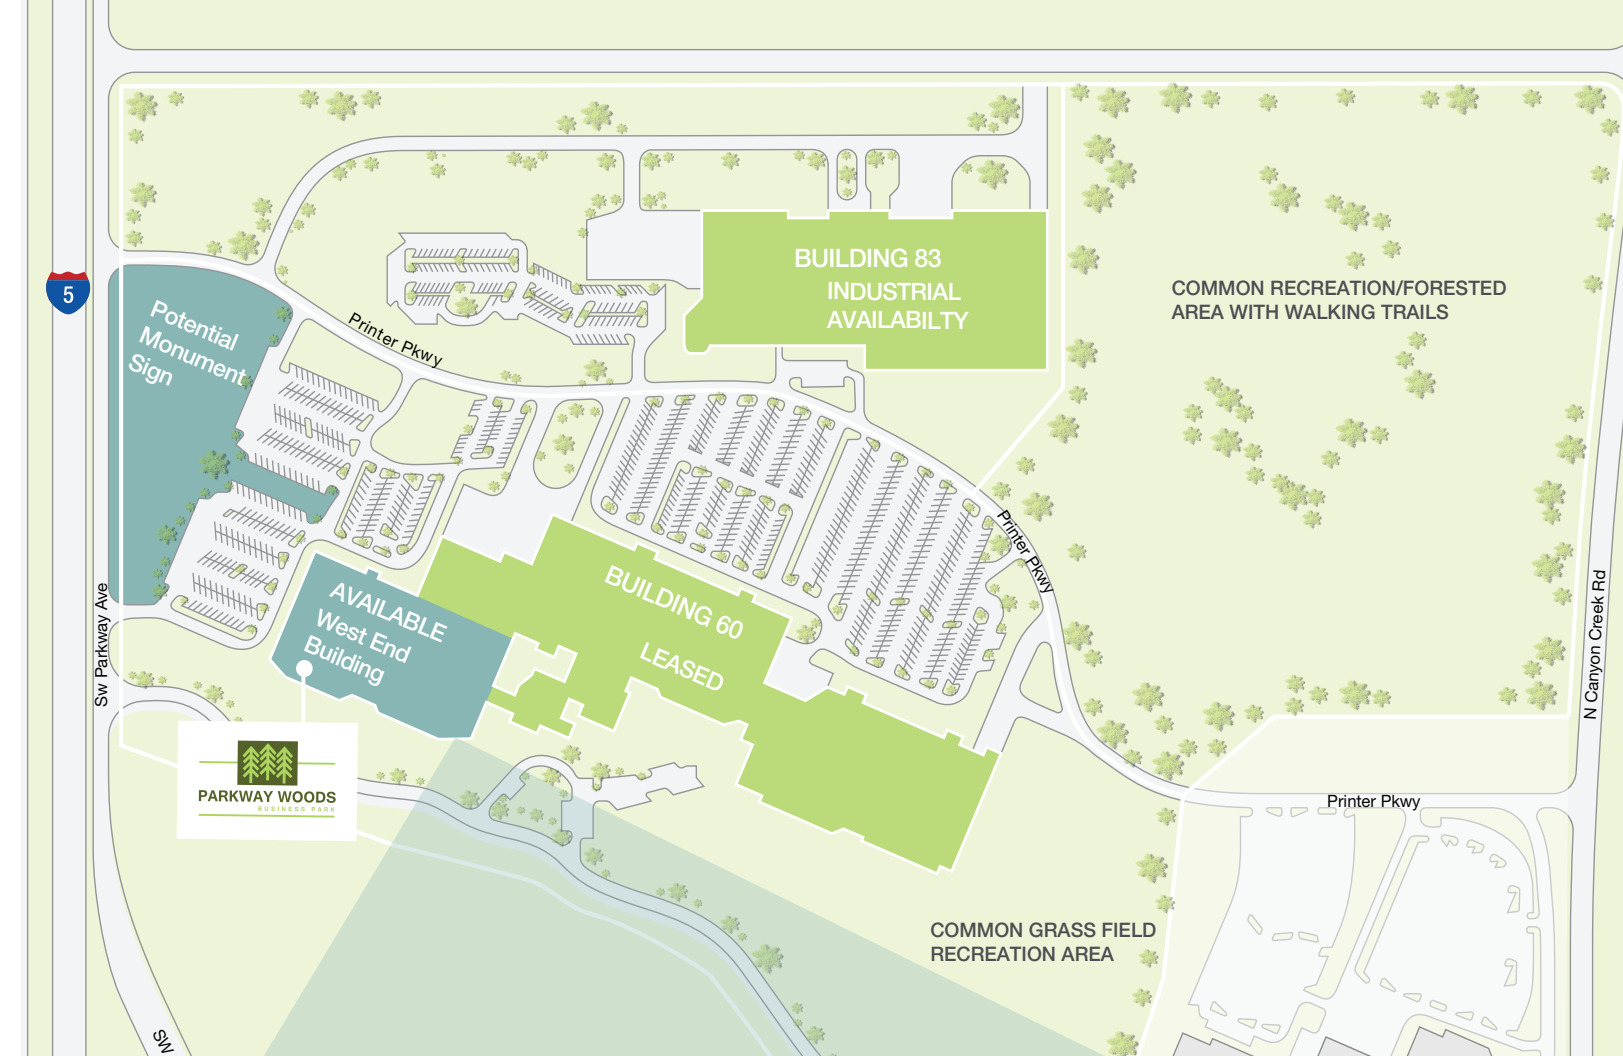 BUILDING 83
INDUSTRIAL
AVAILABILTY
COMMON RECREATION/FORESTED
AREA WITH WALKING TRAILS
5
Potential
Monument
Sign
Printer Pkwy
Printer Pkwy
Sw Parkway Ave
AVAILABLE
West End
Building
BUILDING 60
LEASED
N Canyon Creek Rd
PARKWAY WOODS
BUSINESS PARK
Printer Pkwy
COMMON GRASS FIELD
RECREATION AREA
SW